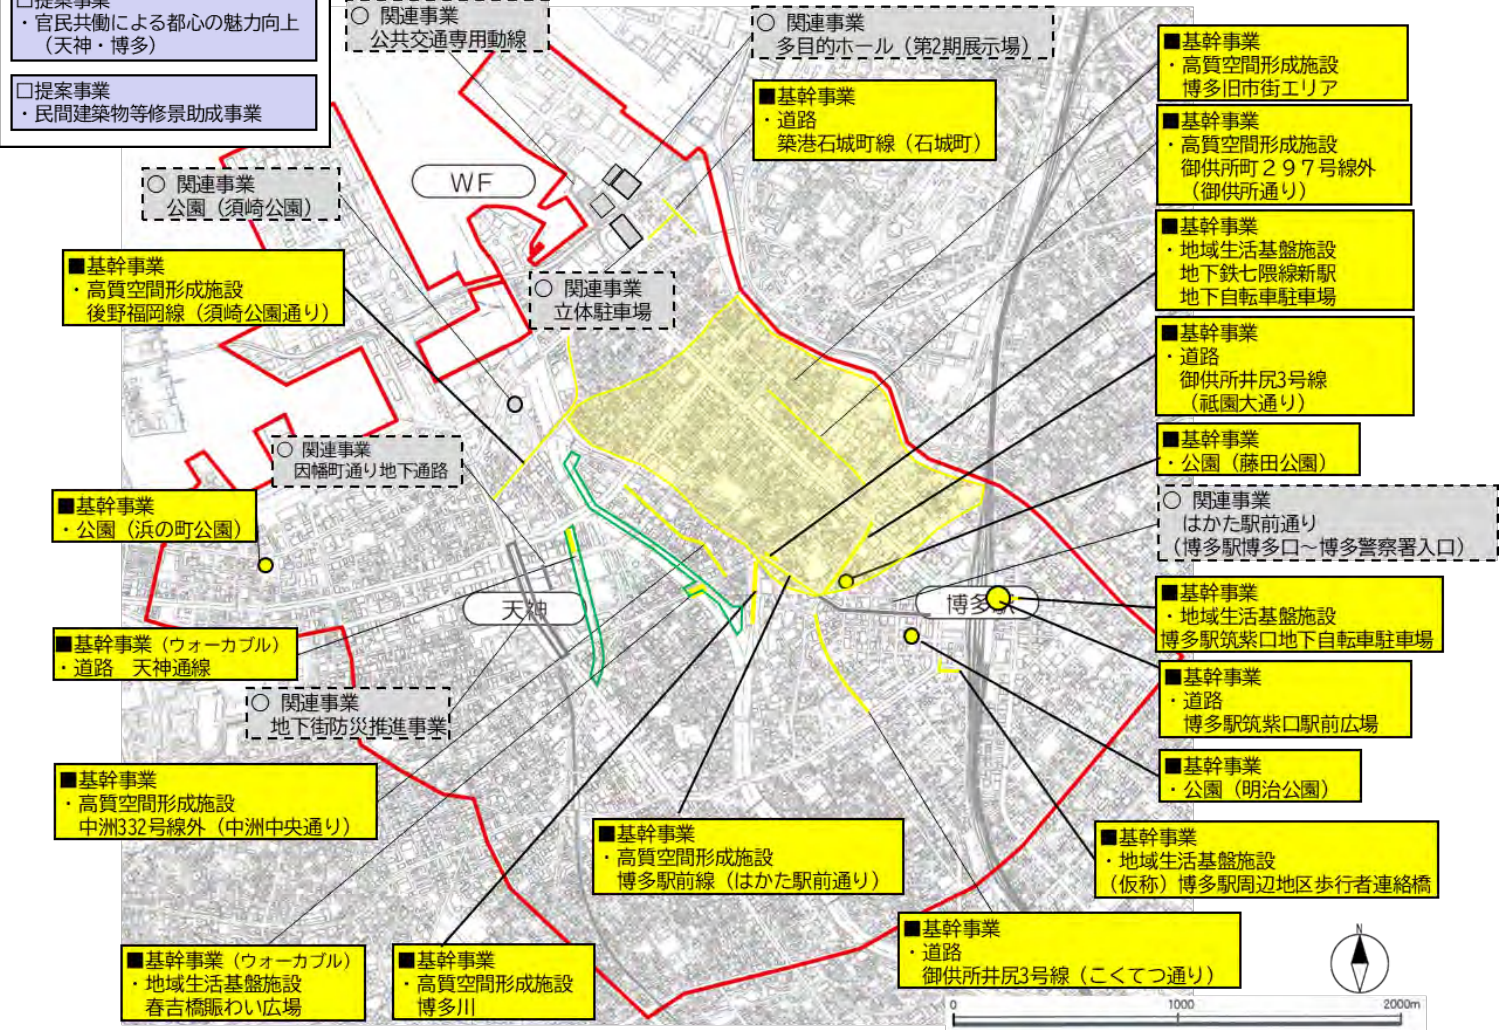 □提案事業
・官民共働による都心の魅力向上
（天神・博多）
□提案事業
・民間建築物等修景助成事業
○ 関連事業
公共交通専用動線
○ 関連事業
多目的ホール（第2期展示場）
■基幹事業
・道路
築港石城町線（石城町）
■基幹事業
・高質空間形成施設
博多旧市街エリア
■基幹事業
・高質空間形成施設
御供所町２９７号線外
（御供所通り）
■基幹事業
・地域生活基盤施設
地下鉄七隈線新駅
地下自転車駐車場
■基幹事業
・道路
御供所井尻3号線
（祇園大通り）
■基幹事業
・公園（藤田公園）
○ 関連事業
はかた駅前通り
（博多駅博多口～博多警察署入口）
■基幹事業
・地域生活基盤施設
博多駅筑紫口地下自転車駐車場
■基幹事業
・道路
博多駅筑紫口駅前広場
■基幹事業
・公園（明治公園）
■基幹事業
・地域生活基盤施設
（仮称）博多駅周辺地区歩行者連絡橋
■基幹事業
・道路
御供所井尻3号線（こくてつ通り）
○ 関連事業
公園（須崎公園）
WF
■基幹事業
・高質空間形成施設
後野福岡線（須崎公園通り）
○ 関連事業
立体駐車場
○ 関連事業
因幡町通り地下通路
■基幹事業
・公園（浜の町公園）
天神
博多駅
■基幹事業（ウォーカブル）
・道路　天神通線
○ 関連事業
地下街防災推進事業
■基幹事業
・高質空間形成施設
中洲332号線外（中洲中央通り）
■基幹事業
・高質空間形成施設
博多駅前線（はかた駅前通り）
■基幹事業（ウォーカブル）
・地域生活基盤施設
春吉橋賑わい広場
■基幹事業
・高質空間形成施設
博多川
N
0 1000 2000m